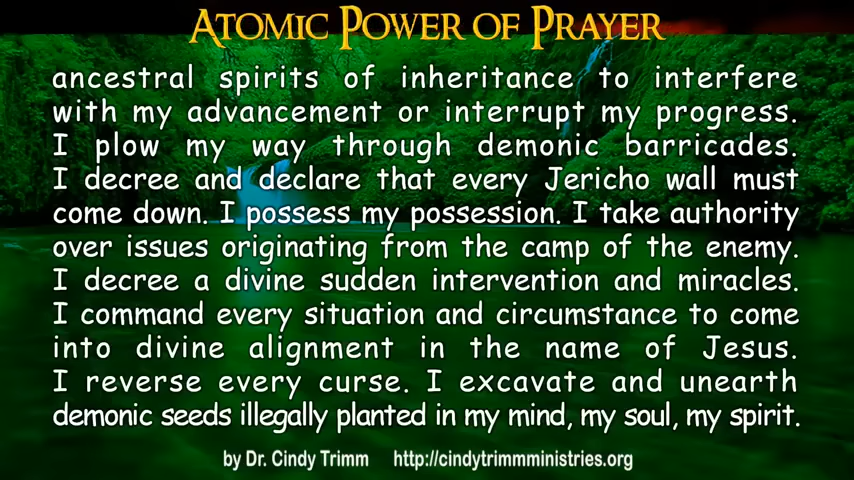 ATOMIC POWER OF PRAYER
ancestral spirits of inheritance to interfere
with my advancement or interrupt my progress.
I plow my way through demonic barricades.
I decree and declare that every Jericho wall must
come down. I possess my possession. I take authority
over issues originating from the camp of the enemy.
I decree a divine sudden intervention and miracles.
I command every situation and circumstance to come
into divine alignment in the name of Jesus.
I reverse every curse. I excavate and unearth
demonic seeds illegally planted in my mind, my soul, my spirit.
by Dr. Cindy Trimm http://cindytrimmministries.org